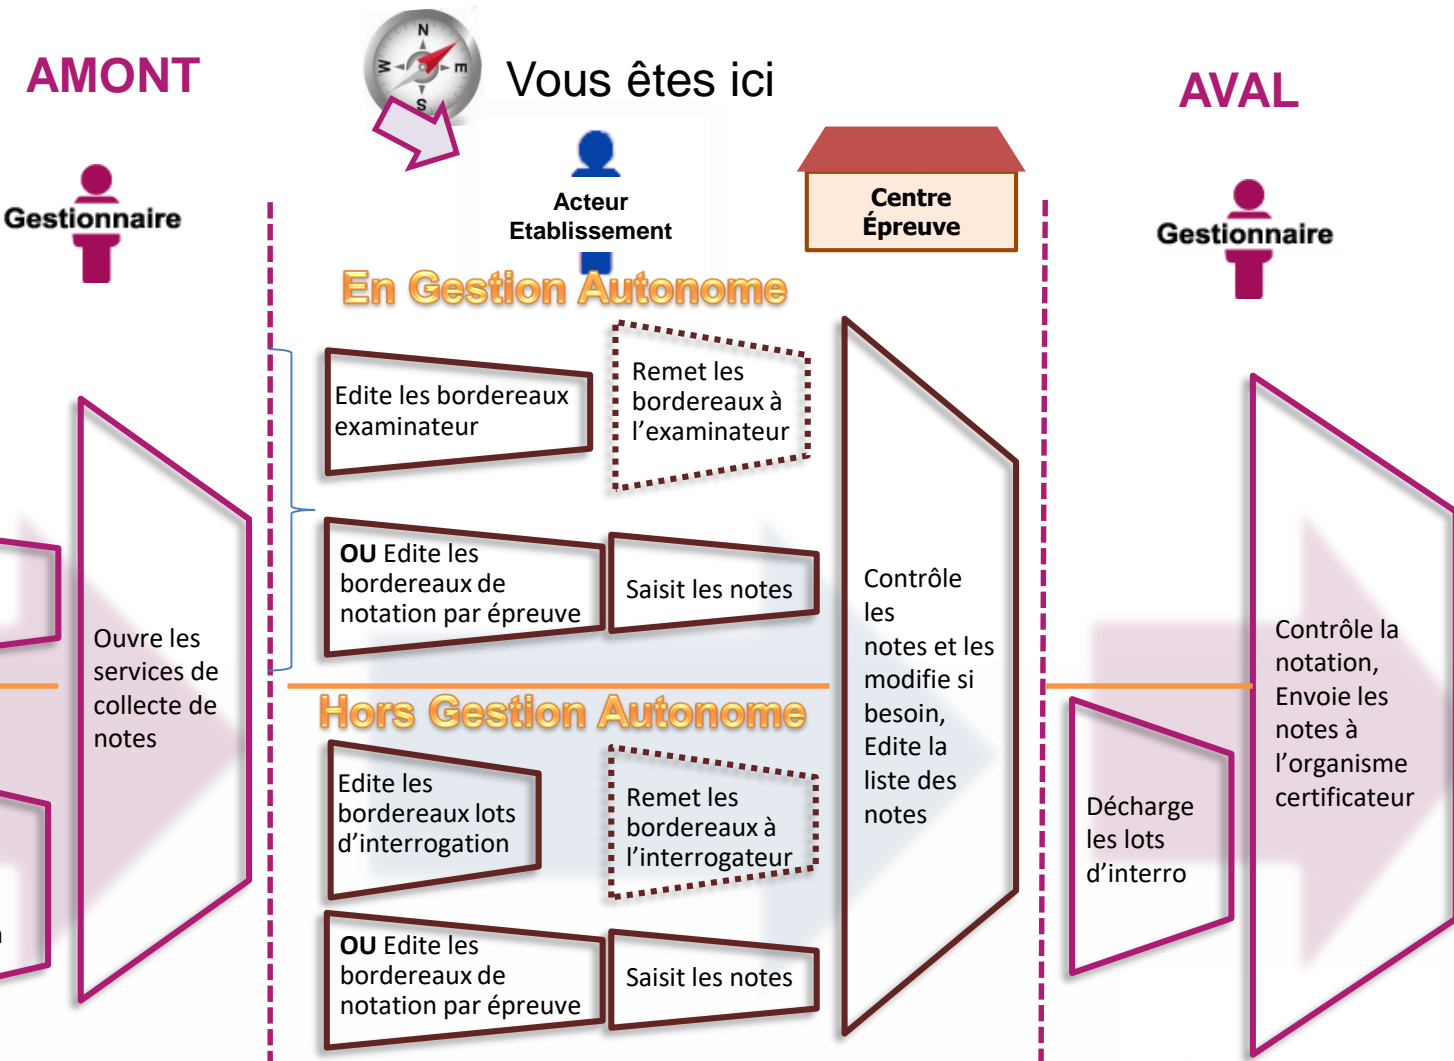 AMONT
Vous êtes ici
AVAL
N
W
E
S
Gestionnaire
Acteur
Etablissement
Centre
Épreuve
Gestionnaire
En Gestion Autonome
Edite les bordereaux
examinateur
Remet les
bordereaux à
l’examinateur
OU Edite les
bordereaux de
notation par épreuve
Saisit les notes
Ouvre les
services de
collecte de
notes
Contrôle
les
notes et les
modifie si
besoin,
Edite la
liste des
notes
Contrôle la
notation,
Envoie les
notes à
l’organisme
certificateur
Hors Gestion Autonome
Edite les
bordereaux lots
d’interrogation
Remet les
bordereaux à
l’interrogateur
Décharge
les lots
d’interro
OU Edite les
bordereaux de
notation par épreuve
Saisit les notes